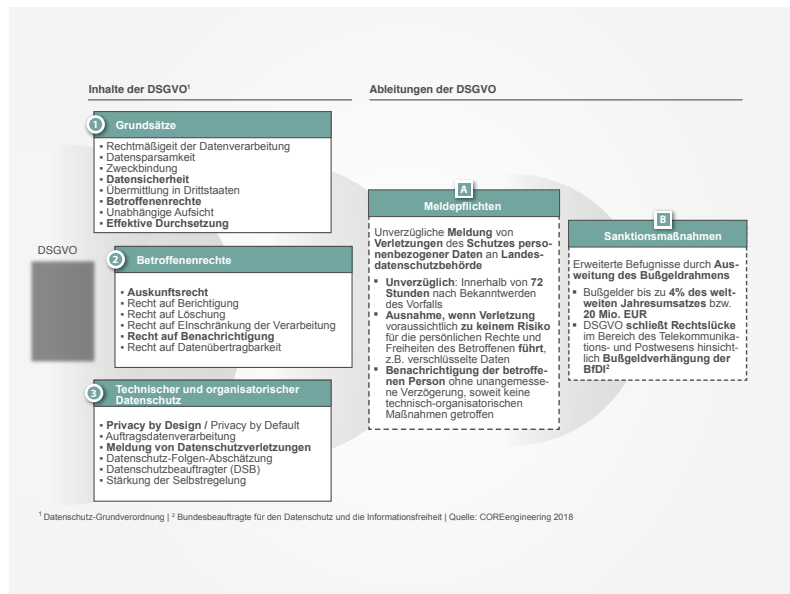 Inhalte der DSGVO¹
Ableitungen der DSGVO
DSGVO
1
Grundsätze
▪ Rechtmäßigeit der Datenverarbeitung
▪ Datensparsamkeit
▪ Zweckbindung
▪ Datensicherheit
▪ Übermittlung in Drittstaaten
▪ Betroffenenrechte
▪ Unabhängige Aufsicht
▪ Effektive Durchsetzung
2
Betroffenenrechte
▪ Auskunftsrecht
▪ Recht auf Berichtigung
▪ Recht auf Löschung
▪ Recht auf EInschränkung der Verarbeitung
▪ Recht auf Benachrichtigung
▪ Recht auf Datenübertragbarkeit
3
Technischer und organisatorischer
Datenschutz
▪ Privacy by Design / Privacy by Default
▪ Auftragsdatenverarbeitung
▪ Meldung von Datenschutzverletzungen
▪ Datenschutz-Folgen-Abschätzung
▪ Datenschutzbeauftragter (DSB)
▪ Stärkung der Selbstregelung
A
Meldepflichten
Unverzügliche Meldung von
Verletzungen des Schutzes perso-
nenbezogener Daten an Landes-
datenschutzbehörde
▪ Unverzüglich: Innerhalb von 72
Stunden nach Bekanntwerden
des Vorfalls
▪ Ausnahme, wenn Verletzung
voraussichtlich zu keinem Risiko
für die persönlichen Rechte und
Freiheiten des Betroffenen führt,
z.B. verschlüsselte Daten
▪ Benachrichtigung der betroffe-
nen Person ohne unangemesse-
ne Verzögerung, soweit keine
technisch-organisatorischen
Maßnahmen getroffen
B
Sanktionsmaßnahmen
Erweiterte Befugnisse durch Aus-
weitung des Bußgeldrahmens
▪ Bußgelder bis zu 4% des welt-
weiten Jahresumsatzes bzw.
20 Mio. EUR
▪ DSGVO schließt Rechtslücke
im Bereich des Telekommunika-
tions- und Postwesens hinsicht-
lich Bußgeldverhängung der
BfDI²
¹ Datenschutz-Grundverordnung | ² Bundesbeauftragte für den Datenschutz und die Informationsfreiheit | Quelle: COREengineering 2018